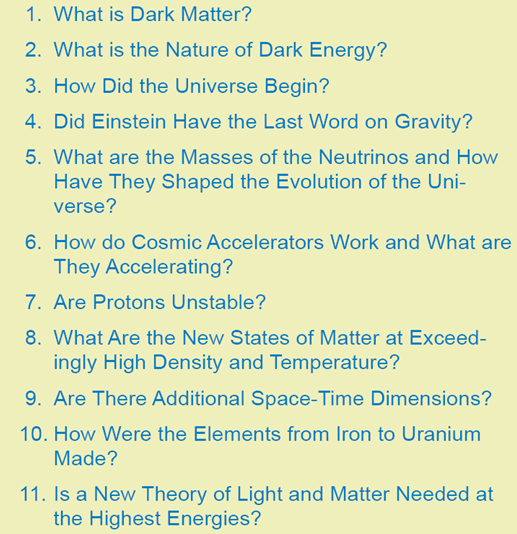 1. What is Dark Matter?
2. What is the Nature of Dark Energy?
3. How Did the Universe Begin?
4. Did Einstein Have the Last Word on Gravity?
5. What are the Masses of the Neutrinos and How
Have They Shaped the Evolution of the Uni-
verse?
6. How do Cosmic Accelerators Work and What are
They Accelerating?
7. Are Protons Unstable?
8. What Are the New States of Matter at Exceed-
ingly High Density and Temperature?
9. Are There Additional Space-Time Dimensions?
10. How Were the Elements from Iron to Uranium
Made?
11. Is a New Theory of Light and Matter Needed at
the Highest Energies?